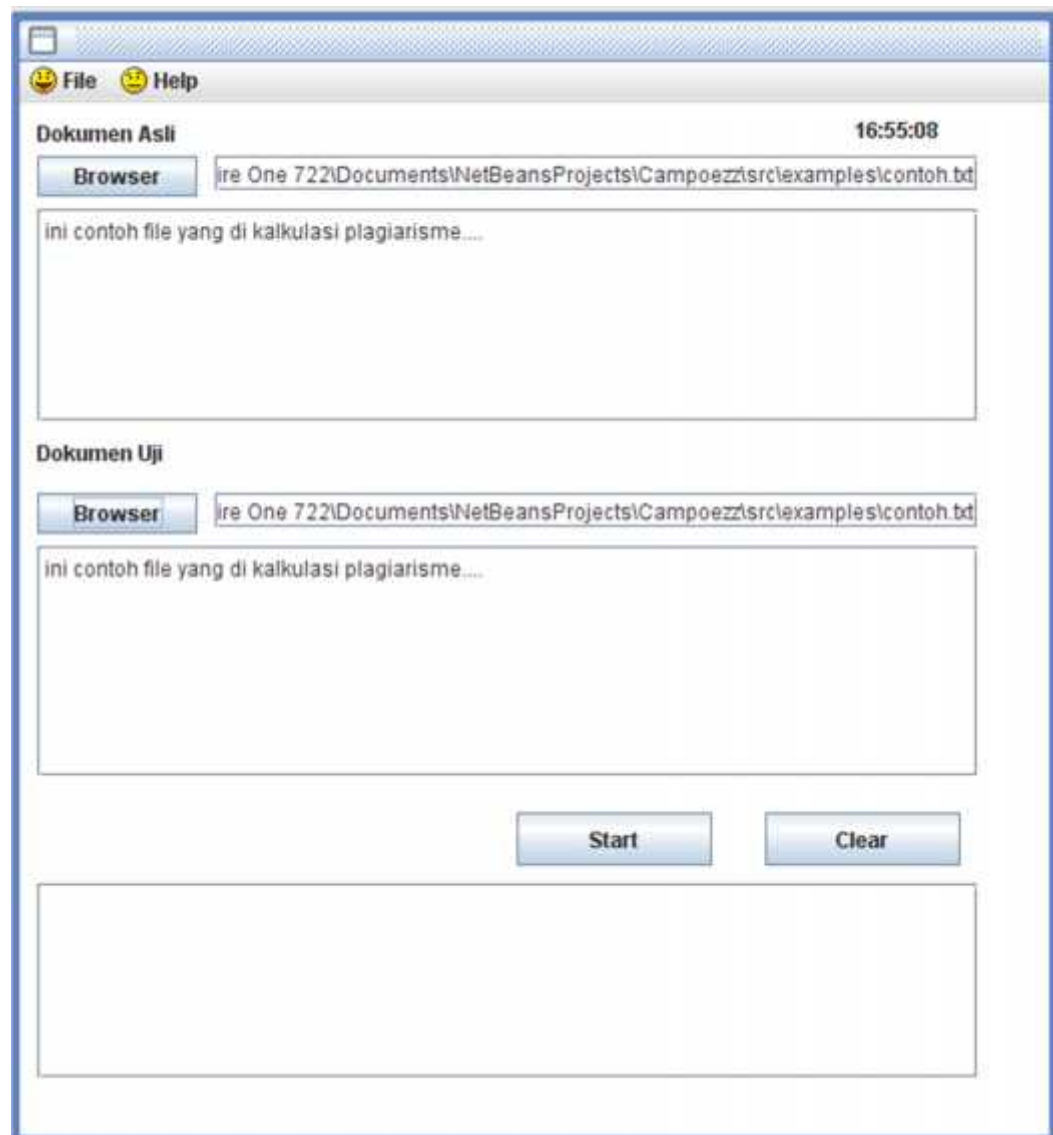 File Help
Dokumen Asli 16:55:08
Browser ire One 722\Documents\NetBeansProjects\Campoezz\src\examples\contoh.txt
ini contoh file yang di kalkulasi plagiarisme....
Dokumen Uji
Browser ire One 722\Documents\NetBeansProjects\Campoezz\src\examples\contoh.txt
ini contoh file yang di kalkulasi plagiarisme....
Start Clear